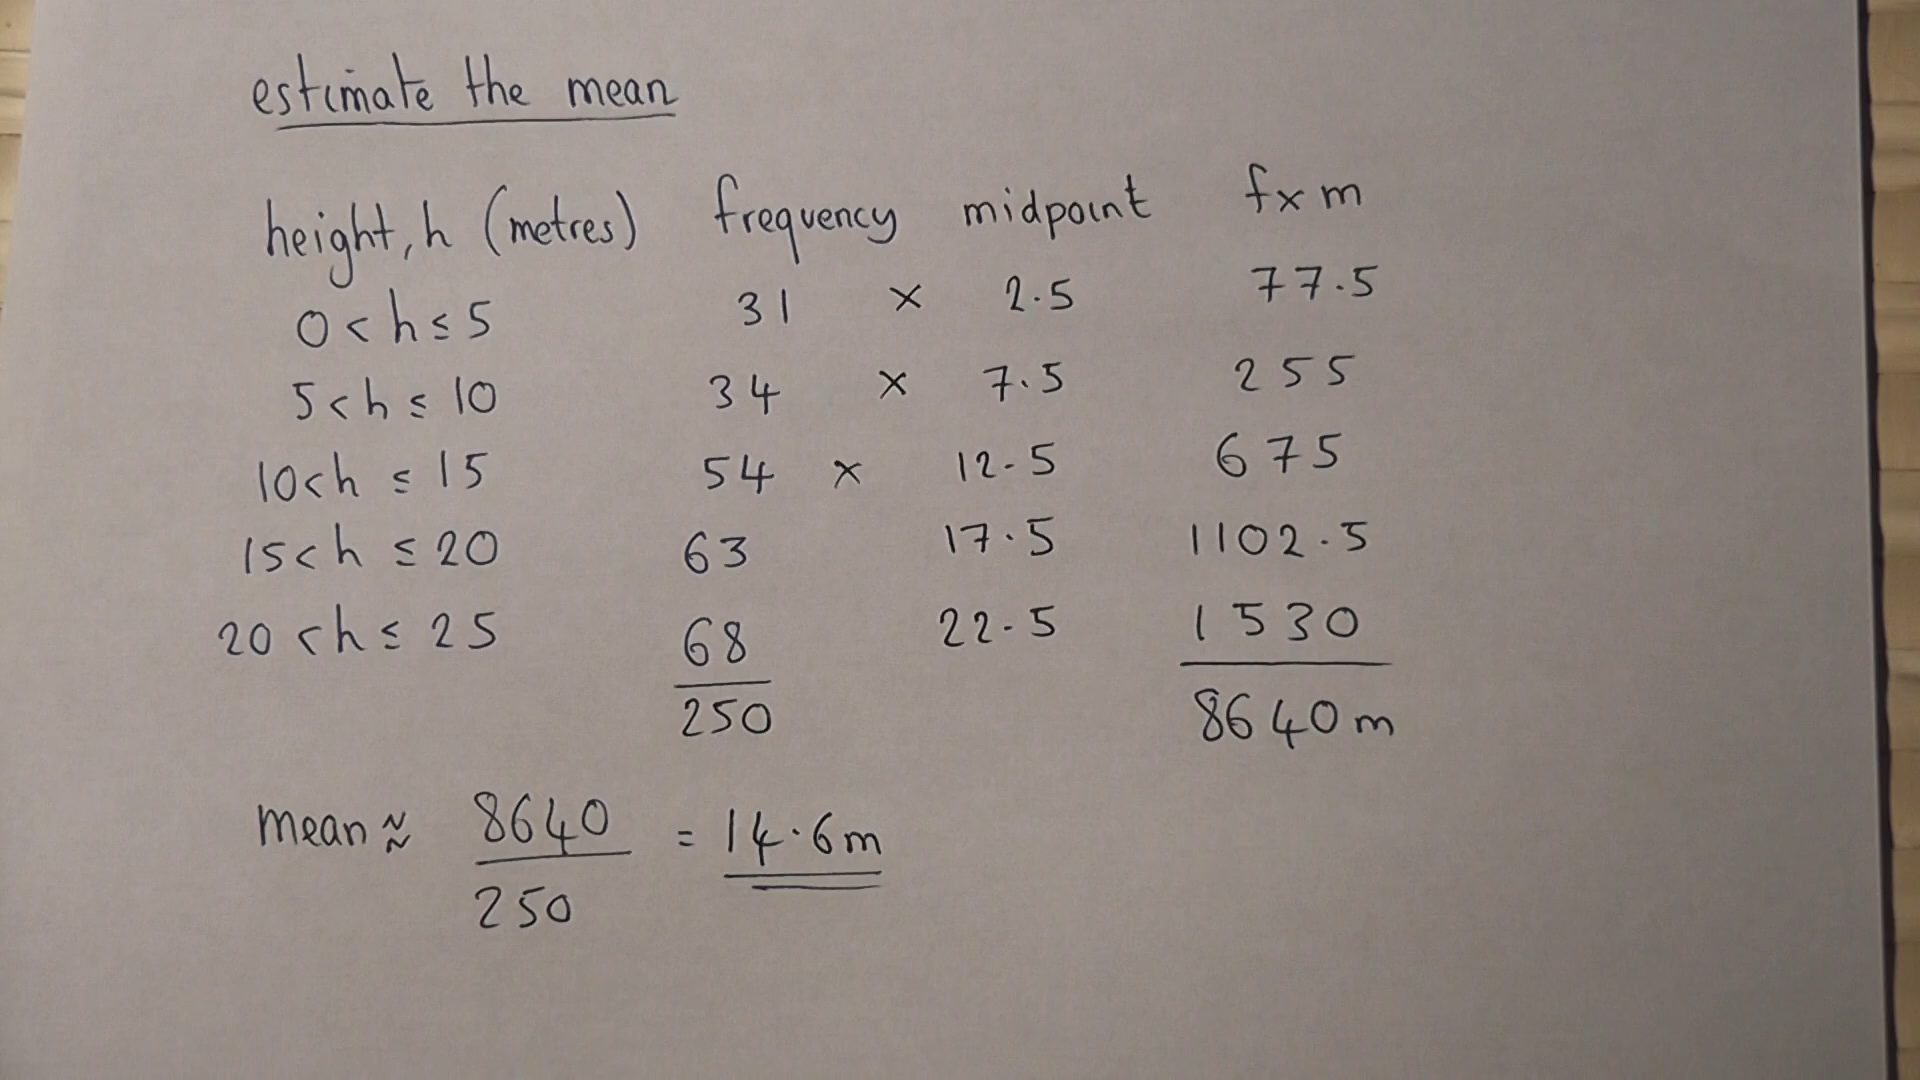 estimate the mean
height, h (metres) frequency midpoint f x m
0 < h ≤ 5 31 x 2.5 77.5
5 < h ≤ 10 34 x 7.5 255
10 < h ≤ 15 54 x 12.5 675
15 < h ≤ 20 63 17.5 1102.5
20 < h ≤ 25 68 22.5 1530
250 8640 m
mean ≈ 8640 = 14.6 m
250